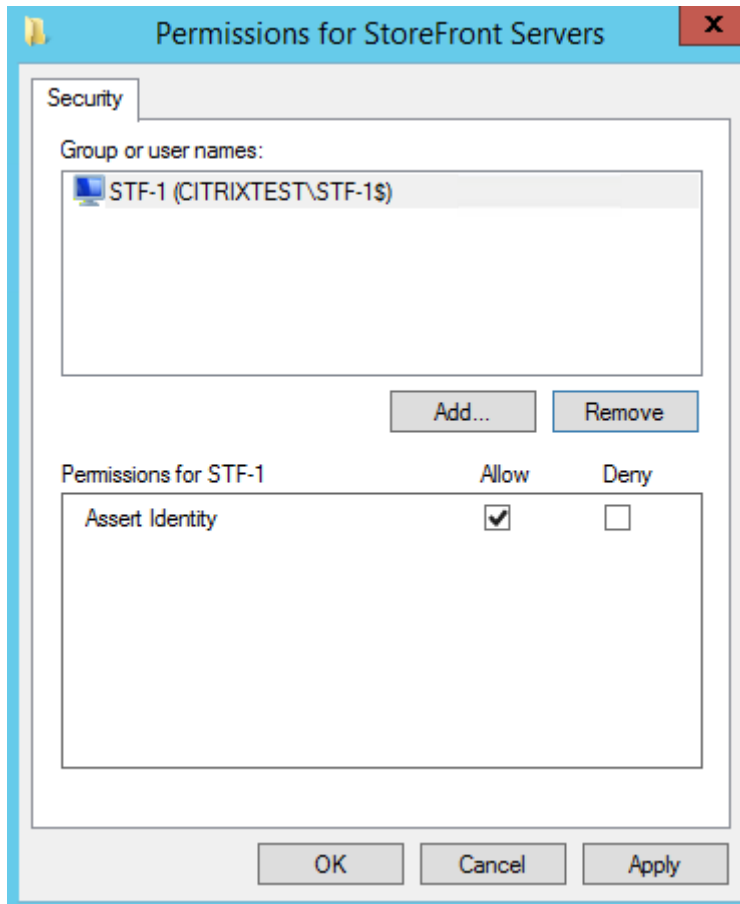 Permissions for StoreFront Servers
x
Security
Group or user names:
STF-1 (CITRIXTEST\STF-1$)
Add...
Remove
Permissions for STF-1 Allow Deny
Assert Identity
OK
Cancel
Apply